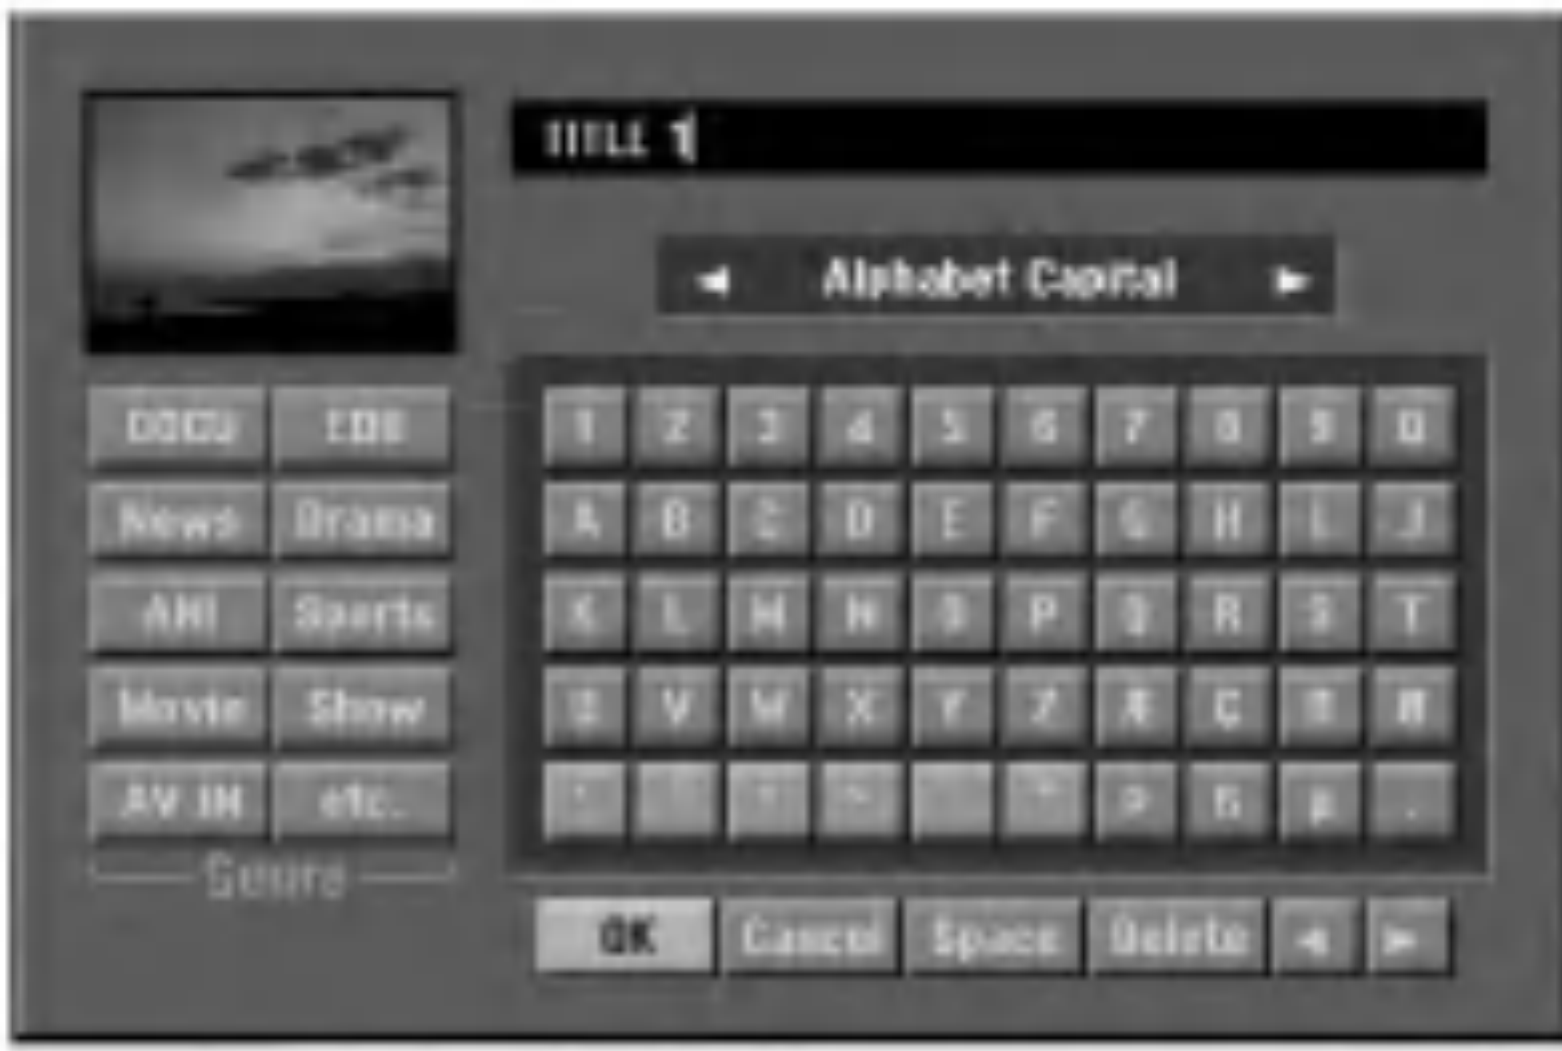 TITLE 1
◄ Alphabet Capital ►
DOCU EDU
News Drama
ANI Sports
Movie Show
AV IN etc.
Genre
1 2 3 4 5 6 7 8 9 0
A B C D E F G H I J
K L M N O P Q R S T
U V W X Y Z Æ Ç
OK Cancel Space Delete ◄ ►